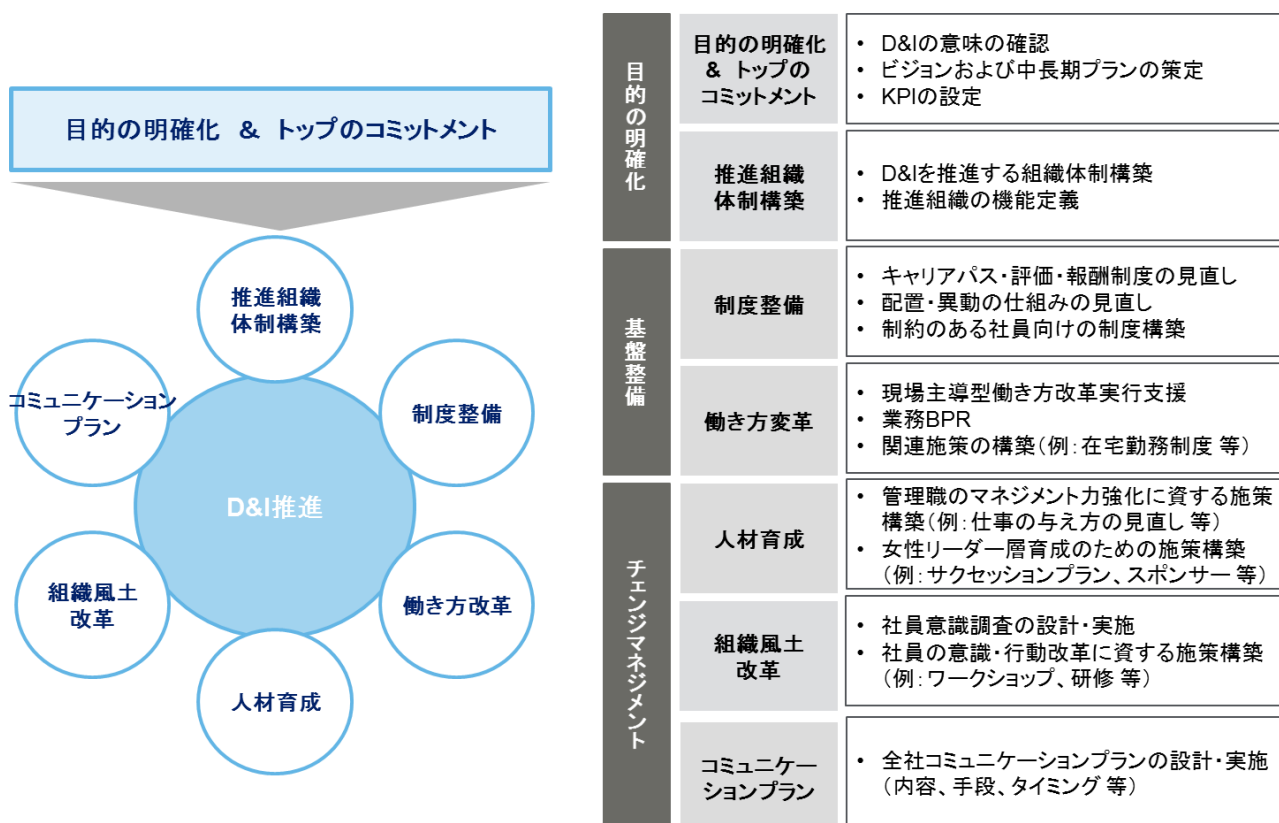 目的の明確化 & トップのコミットメント
推進組織
体制構築
コミュニケーション
プラン
制度整備
D&I推進
組織風土
改革
働き方改革
人材育成
目的の明確化
目的の明確化
& トップの
コミットメント
• D&Iの意味の確認
• ビジョンおよび中長期プランの策定
• KPIの設定
推進組織
体制構築
• D&Iを推進する組織体制構築
• 推進組織の機能定義
基盤整備
制度整備
• キャリアパス・評価・報酬制度の見直し
• 配置・異動の仕組みの見直し
• 制約のある社員向けの制度構築
働き方変革
• 現場主導型働き方改革実行支援
• 業務BPR
• 関連施策の構築(例:在宅勤務制度 等)
チェンジマネジメント
人材育成
• 管理職のマネジメント力強化に資する施策
構築(例:仕事の与え方の見直し 等)
• 女性リーダー層育成のための施策構築
(例:サクセッションプラン、スポンサー 等)
組織風土
改革
• 社員意識調査の設計・実施
• 社員の意識・行動改革に資する施策構築
(例:ワークショップ、研修 等)
コミュニケー
ションプラン
• 全社コミュニケーションプランの設計・実施
(内容、手段、タイミング 等)